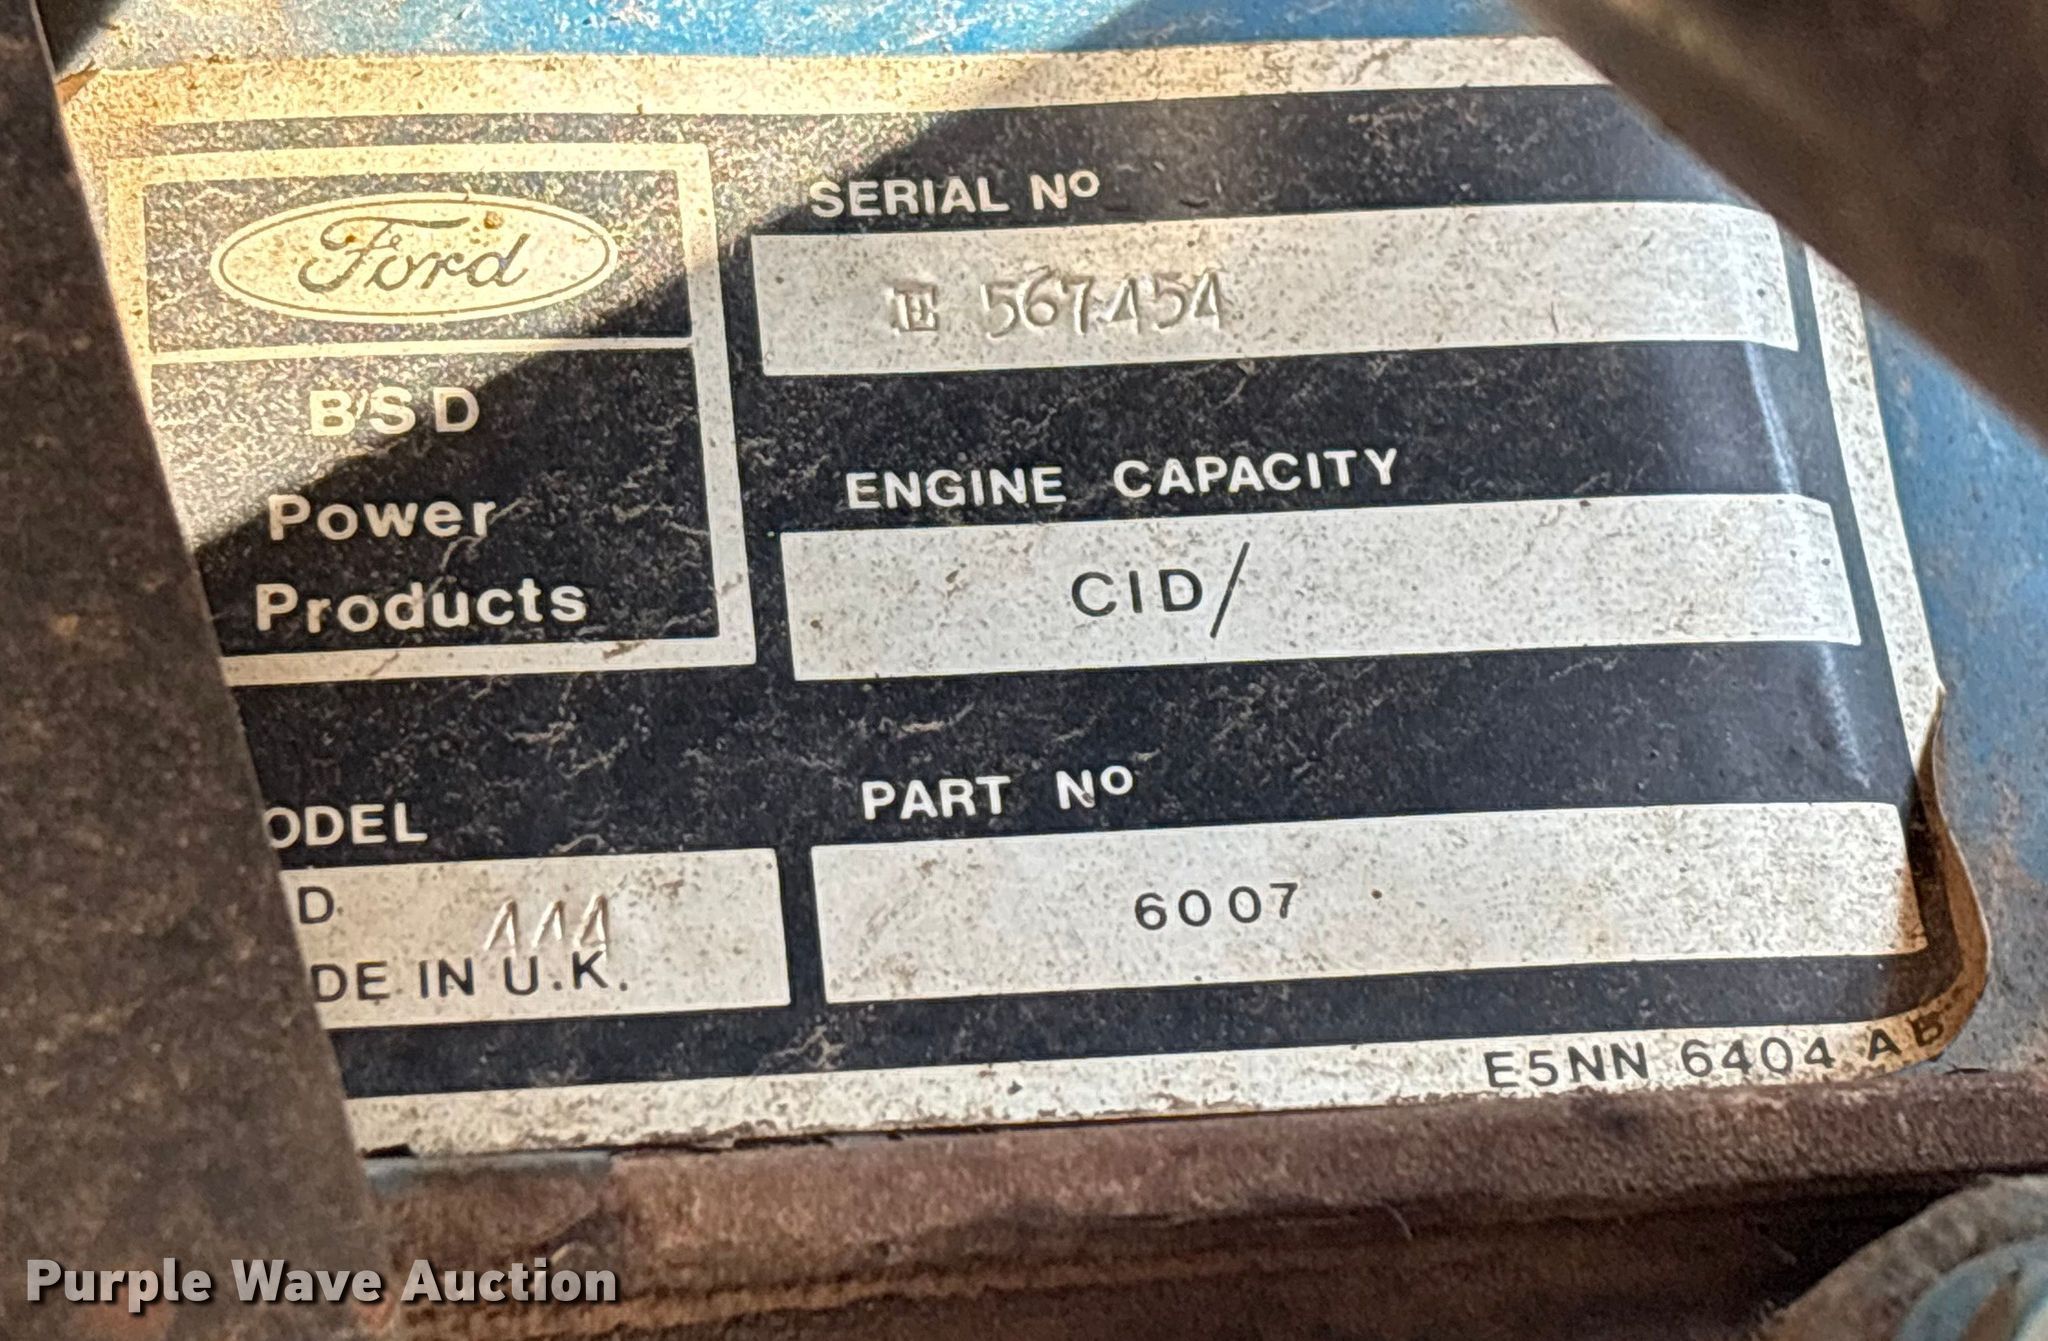 Ford
BSD
Power
Products
SERIAL Nº
E 567454
ENGINE CAPACITY
CID/
ODEL
D 444
DE IN U.K.
PART Nº
6007
E5NN 6404 AB
Purple Wave Auction